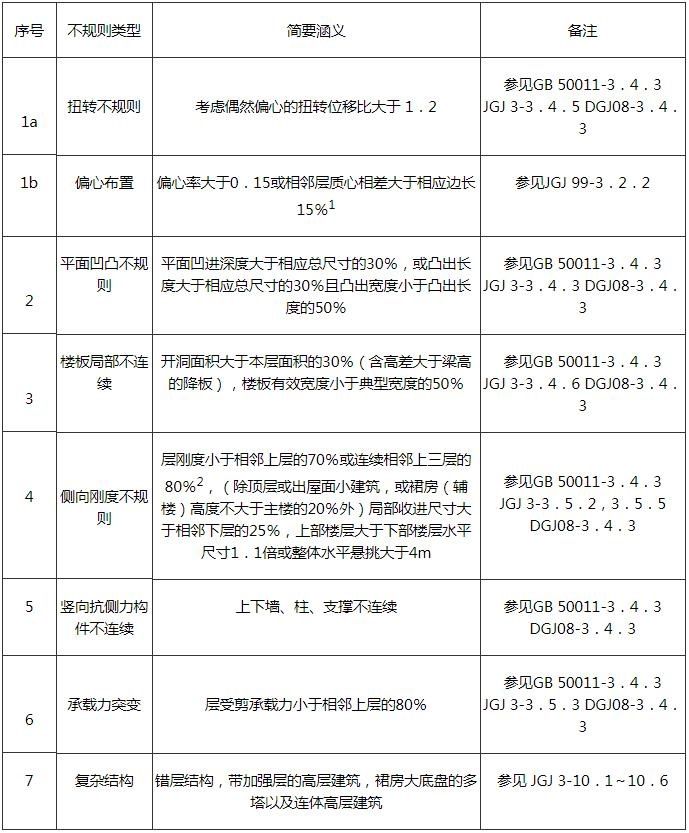 序号 不规则类型 简要涵义 备注
1a 扭转不规则 考虑偶然偏心的扭转位移比大于1.2 参见GB 50011-3.4.3
JGJ 3-3.4.5 DGJ08-3.4.
3
1b 偏心布置 偏心率大于0.15或相邻层质心相差大于相应边长
15%1
参见JGJ 99-3.2.2
2
平面凹凸不规
则
平面凹进深度大于相应总尺寸的30%,或凸出长
度大于相应总尺寸的30%且凸出宽度小于凸出长
度的50%
参见GB 50011-3.4.3
JGJ 3-3.4.3 DGJ08-3.4.
3
3
楼板局部不连
续
开洞面积大于本层面积的30%(含高差大于梁高
的降板),楼板有效宽度小于典型宽度的50%
参见GB 50011-3.4.3
JGJ 3-3.4.6 DGJ08-3.4.
3
4
侧向刚度不规
则
层刚度小于相邻上层的70%或连续相邻上三层的
80%2,(除顶层或出屋面小建筑,或裙房(辅
楼)高度不大于主楼的20%外)局部收进尺寸大
于相邻下层的25%,上部楼层大于下部楼层水平
尺寸1.1倍或整体水平悬挑大于4m
参见GB 50011-3.4.3
JGJ 3-3.5.2,3.5.5
DGJ08-3.4.3
5
竖向抗侧力构
件不连续
上下墙、柱、支撑不连续
参见GB 50011-3.4.3
DGJ08-3.4.3
6
承载力突变
层受剪承载力小于相邻上层的80%
参见GB 50011-3.4.3
JGJ 3-3.5.3 DGJ08-3.4.
3
7
复杂结构
错层结构,带加强层的高层建筑,裙房大底盘的多
塔以及连体高层建筑
参见 JGJ 3-10.1~10.6